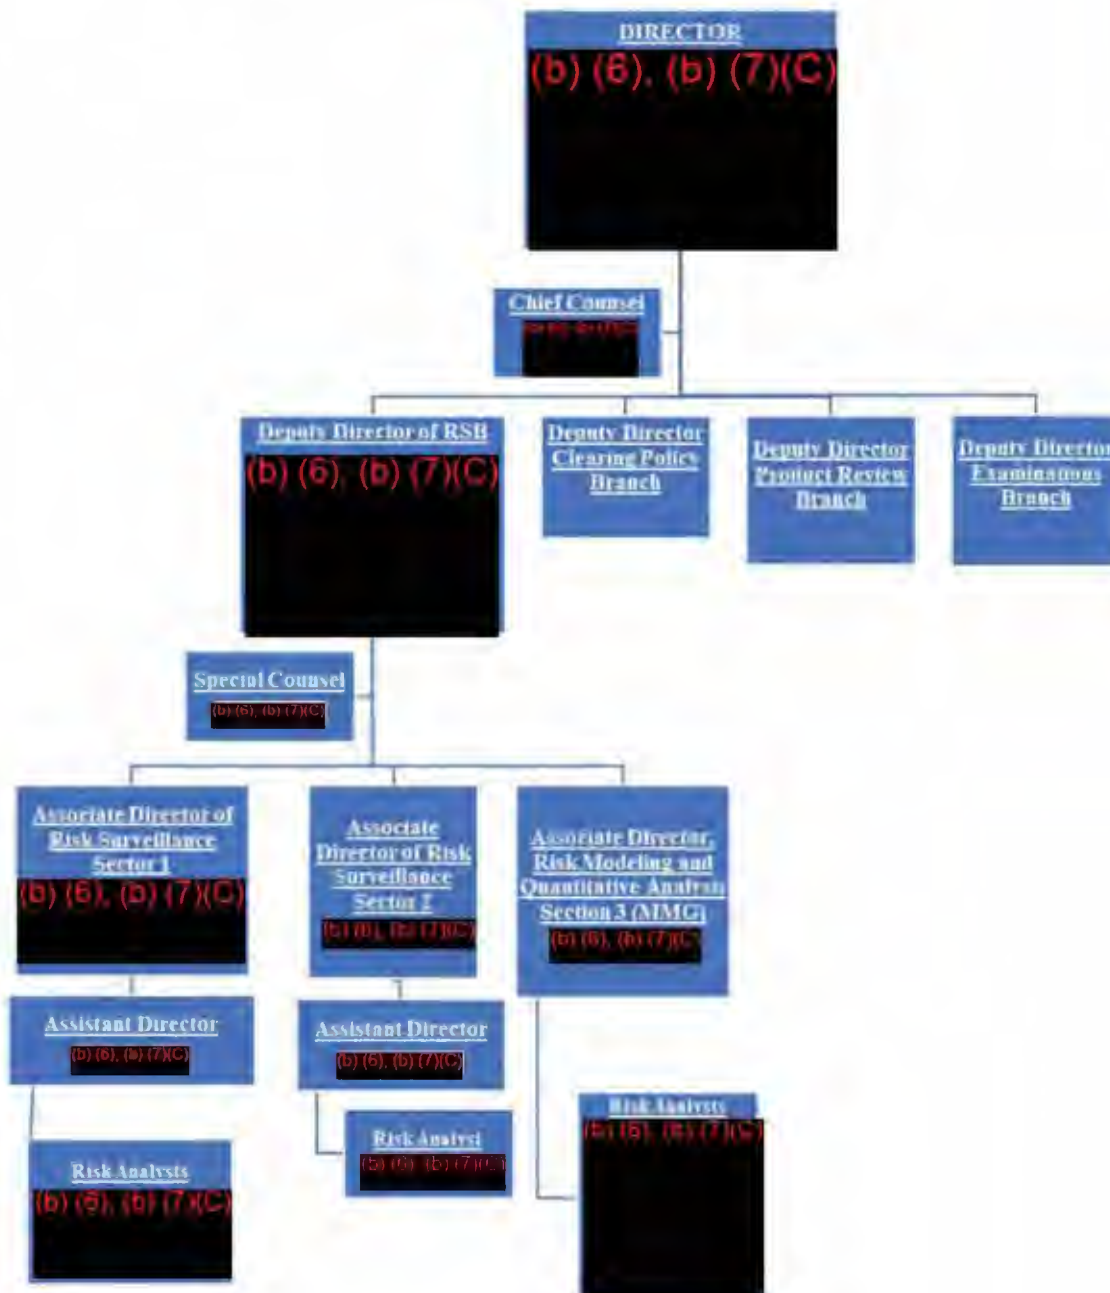 DIRECTOR
(b) (6), (b) (7)(C)
Chief Counsel
(b) (6), (b) (7)(C)
Deputy Director of RSB
(b) (6), (b) (7)(C)
Deputy Director
Clearing Policy
Branch
Deputy Director
Product Review
Branch
Deputy Director
Examinations
Branch
Special Counsel
(b) (6), (b) (7)(C)
Associate Director of
Risk Surveillance
Sector 1
(b) (6), (b) (7)(C)
Associate
Director of Risk
Surveillance
Sector 2
(b) (6), (b) (7)(C)
Associate Director,
Risk Modeling and
Quantitative Analysis
Section 3 (MMG)
(b) (6), (b) (7)(C)
Assistant Director
(b) (6), (b) (7)(C)
Assistant Director
(b) (6), (b) (7)(C)
Risk Analysts
(b) (6), (b) (7)(C)
Risk Analyst
(b) (6), (b) (7)(C)
Risk Analysts
(b) (6), (b) (7)(C)